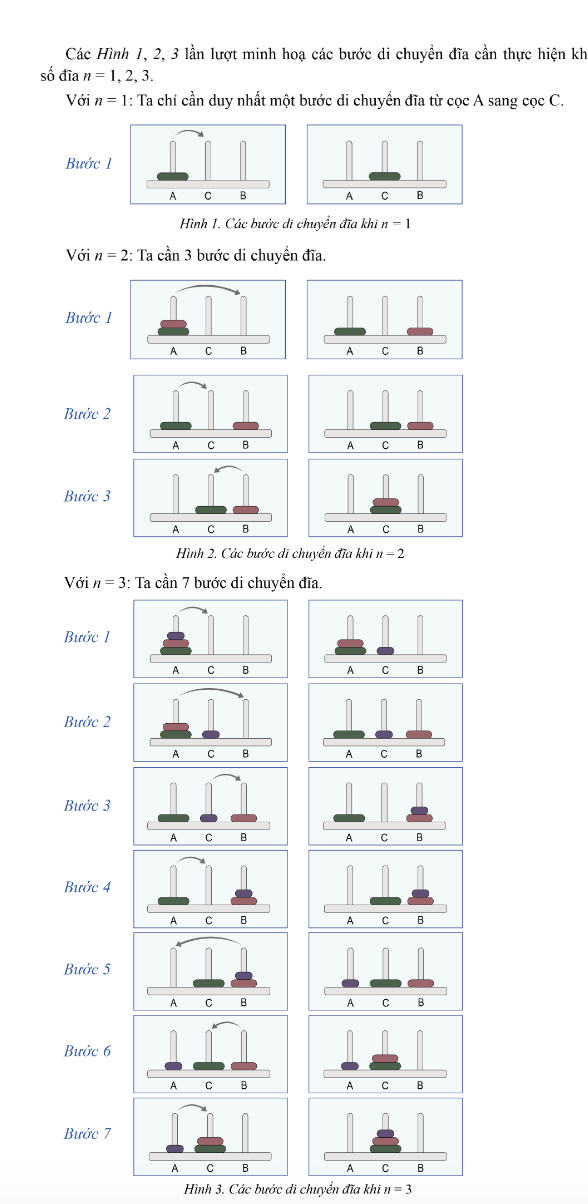 Các Hình 1, 2, 3 lần lượt minh hoạ các bước di chuyển đĩa cần thực hiện kh
số đĩa n = 1, 2, 3.
Với n = 1: Ta chỉ cần duy nhất một bước di chuyển đĩa từ cọc A sang cọc C.
Bước 1
A C B A C B
Hình 1. Các bước di chuyển đĩa khi n = 1
Với n = 2: Ta cần 3 bước di chuyển đĩa.
Bước 1
A C B A C B
Bước 2
A C B A C B
Bước 3
A C B A C B
Hình 2. Các bước di chuyển đĩa khi n = 2
Với n = 3: Ta cần 7 bước di chuyển đĩa.
Bước 1
A C B A C B
Bước 2
A C B A C B
Bước 3
A C B A C B
Bước 4
A C B A C B
Bước 5
A C B A C B
Bước 6
A C B A C B
Bước 7
A C B A C B
Hình 3. Các bước di chuyển đĩa khi n = 3